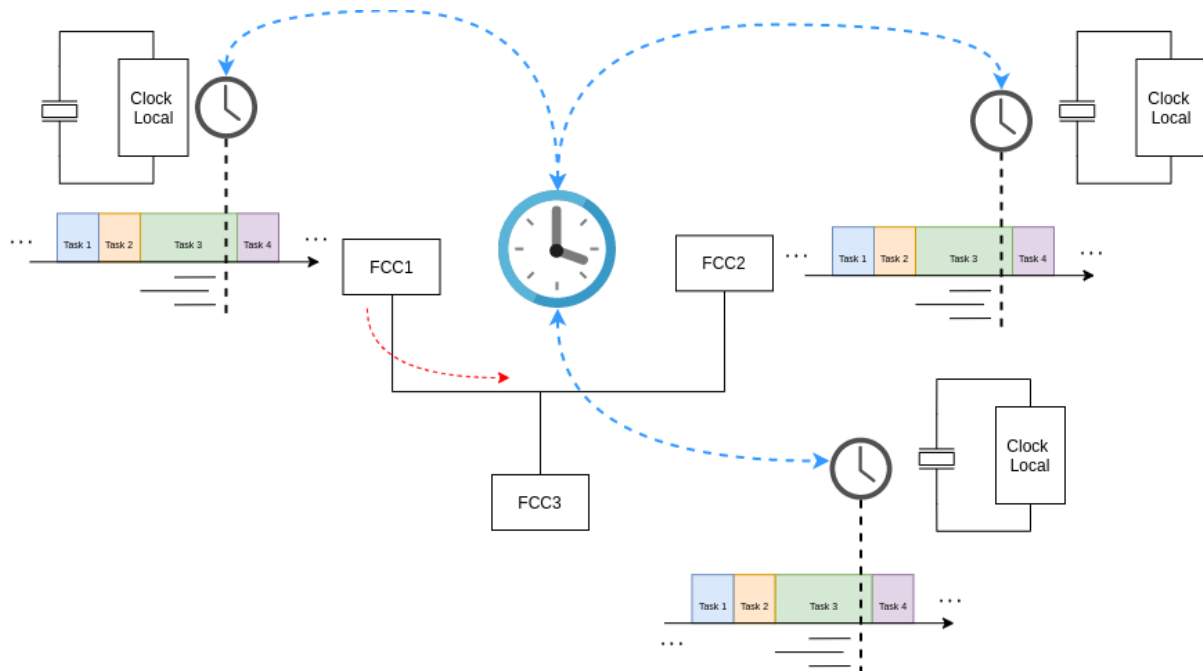 Clock
Local
Clock
Local
...
Task 1
Task 2
Task 3
Task 4
...
FCC1
FCC2
...
Task 1
Task 2
Task 3
Task 4
...
Clock
Local
FCC3
Task 1
Task 2
Task 3
Task 4
...
...